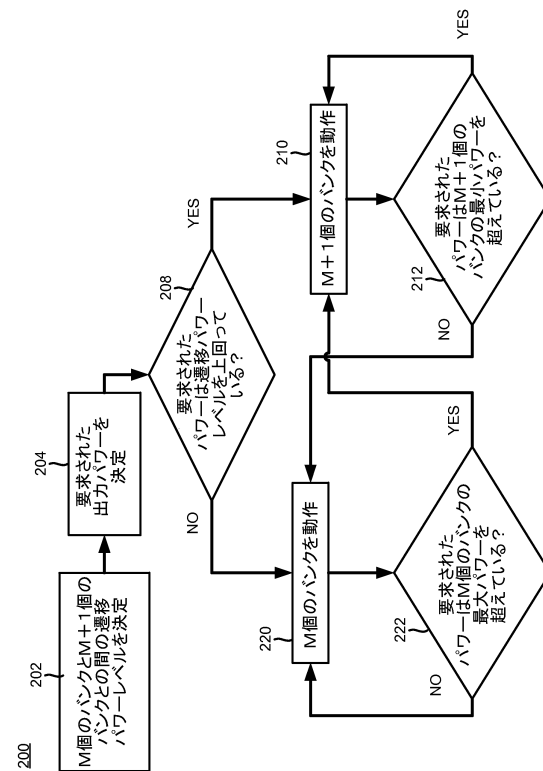 200
202
M個のバンクとM+1個の
バンクとの間の遷移
パワーレベルを決定
204
要求された
出力パワーを
決定
208
要求された
パワーは遷移パワー
レベルを上回って
いる?
NO
YES
220
M個のバンクを動作
210
M+1個のバンクを動作
222
要求された
パワーはM個のバンクの
最大パワーを
超えている?
NO
YES
212
要求された
パワーはM+1個の
バンクの最小パワーを
超えている?
NO
YES